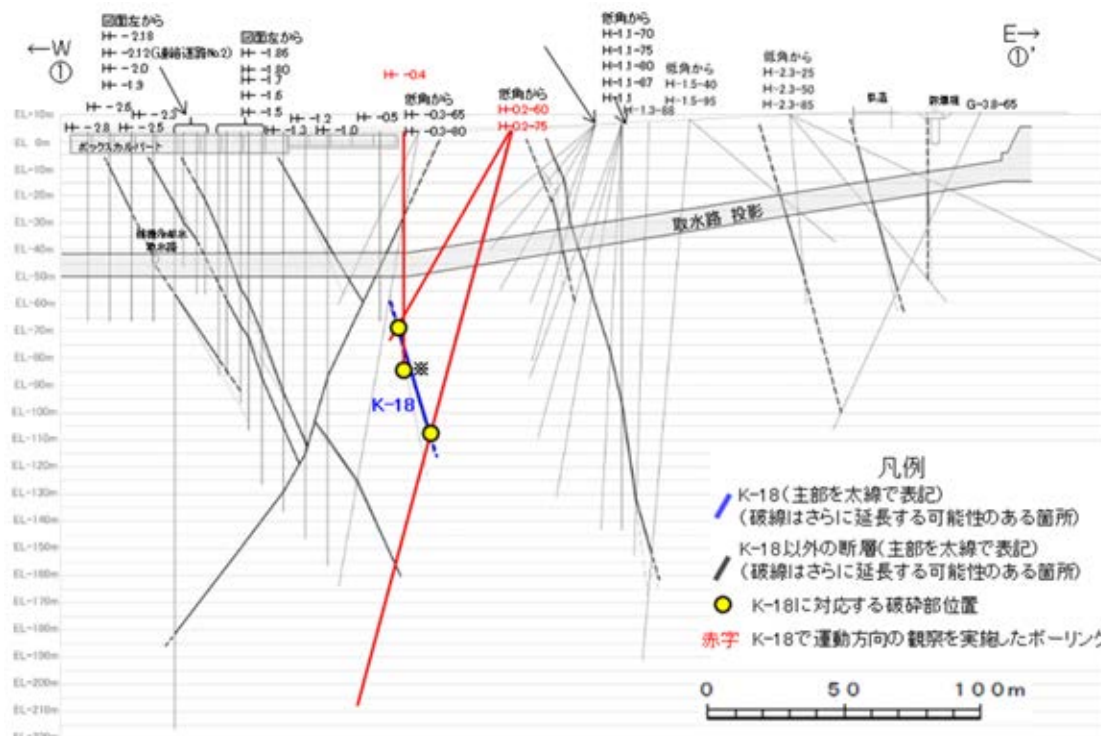 ←W
①
図面左から
H- -2.18
H- -2.12(G連絡道路No.2)
H- -2.0
H- -1.9
図面左から
H- -1.86
H- -1.80
H- -1.7
H- -1.6
H- -1.5
H- -0.4
低角から
H- -0.3-65
H- -0.3-80
低角から
H-0.2-60
H-0.2-75
低角から
H-1.1-70
H-1.1-75
H-1.1-80
H-1.1-87
H-1.1
低角から
H-1.5-40
H-1.5-95
H-1.3-88
低角から
H-2.3-25
H-2.3-50
H-2.3-85
G-3.8-65
E→
①'
H- -2.8
H- -2.6
H- -2.5
H- -1.3
H- -1.2
H- -1.0
H- -0.5
ボックスカルバート
取水路 投影
EL+10m
EL 0m
EL-10m
EL-20m
EL-30m
EL-40m
EL-50m
EL-60m
EL-70m
EL-80m
EL-90m
EL-100m
EL-110m
EL-120m
EL-130m
EL-140m
EL-150m
EL-160m
EL-170m
EL-180m
EL-190m
EL-200m
EL-210m
※
K-18
凡例
K-18(主部を太線で表記)
(破線はさらに延長する可能性のある箇所)
K-18以外の断層(主部を太線で表記)
(破線はさらに延長する可能性のある箇所)
K-18に対応する破砕部位置
赤字 K-18で運動方向の観察を実施したボーリング
0 50 100m